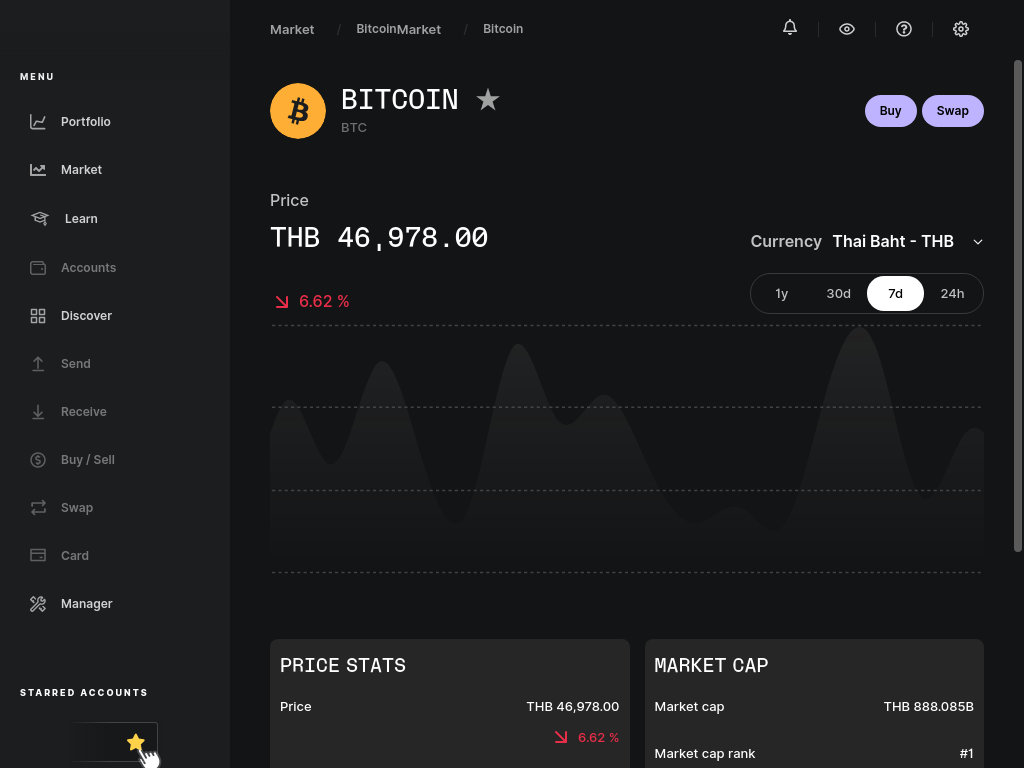 Market / BitcoinMarket / Bitcoin
MENU
Portfolio
Market
Learn
Accounts
Discover
Send
Receive
Buy / Sell
Swap
Card
Manager
STARRED ACCOUNTS
BITCOIN
BTC
Buy
Swap
Price
THB 46,978.00
Currency Thai Baht - THB
6.62 %
1y 30d 7d 24h
PRICE STATS
Price THB 46,978.00
6.62 %
MARKET CAP
Market cap THB 888.085B
Market cap rank #1